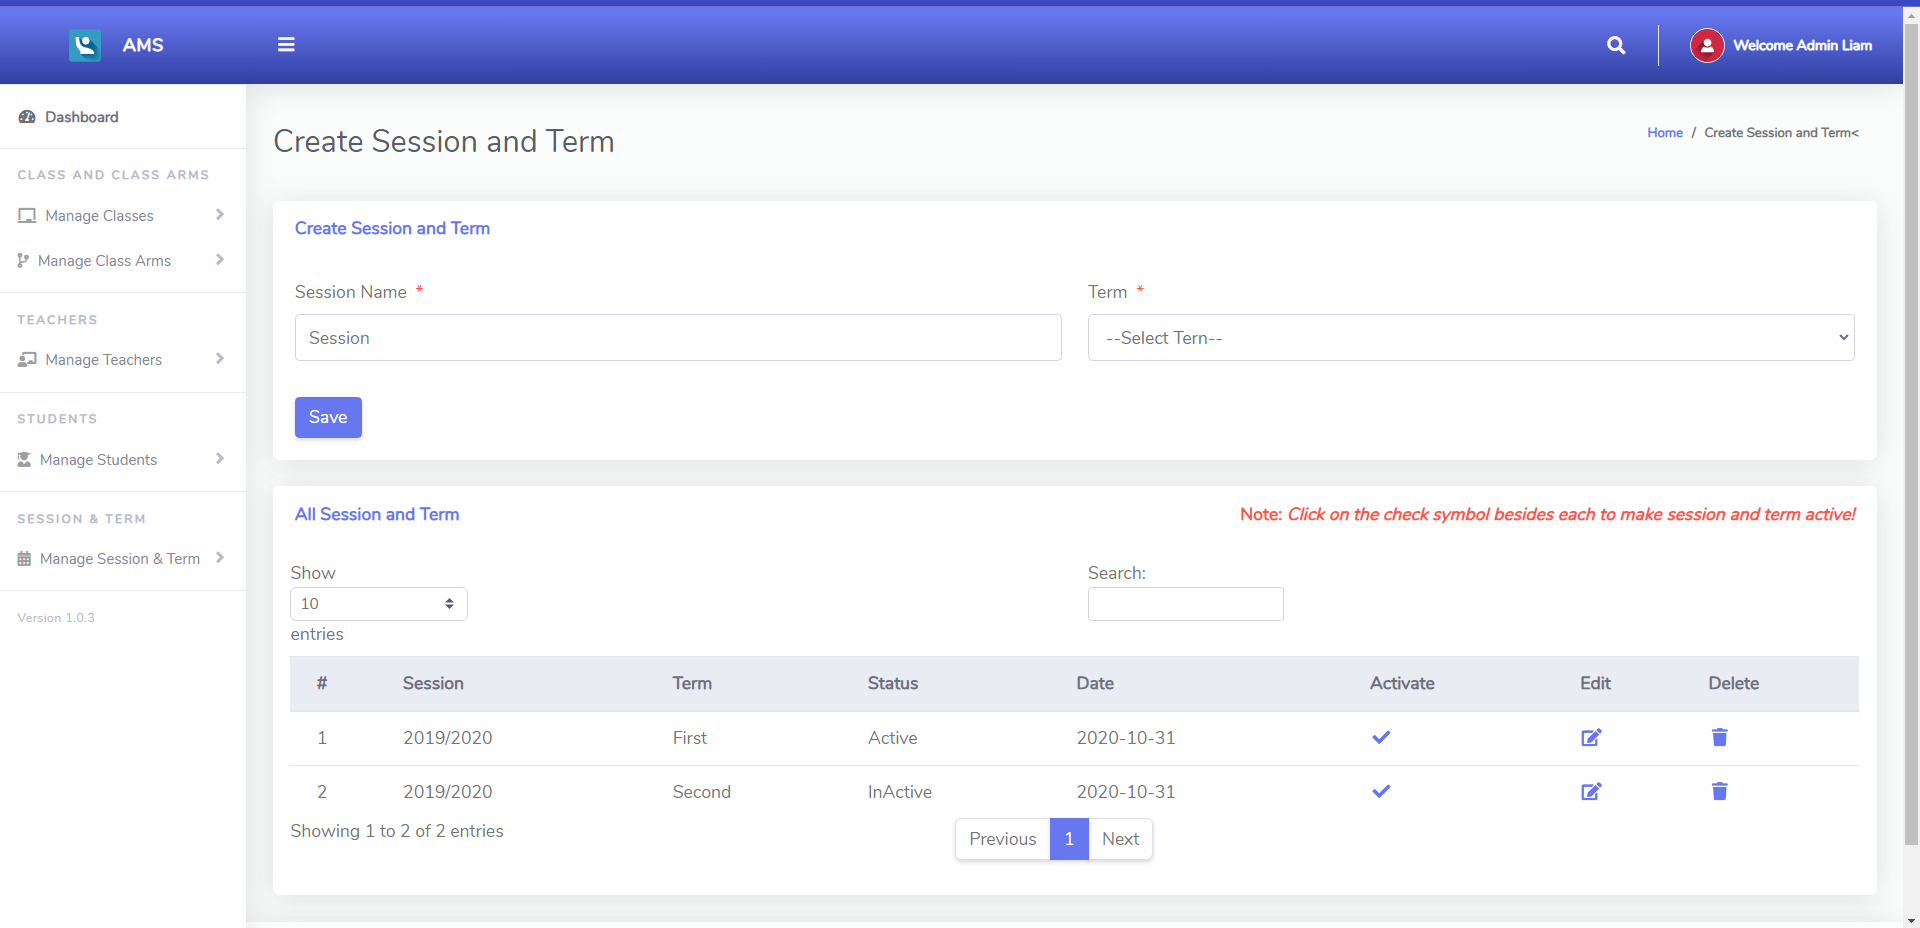 AMS
Welcome Admin Liam
Dashboard
CLASS AND CLASS ARMS
Manage Classes
Manage Class Arms
TEACHERS
Manage Teachers
STUDENTS
Manage Students
SESSION & TERM
Manage Session & Term
Version 1.0.3
Create Session and Term
Home / Create Session and Term<
Create Session and Term
Session Name * Term *
Session --Select Tern--
Save
All Session and Term Note: Click on the check symbol besides each to make session and term active!
Show Search:
10
entries
# Session Term Status Date Activate Edit Delete
1 2019/2020 First Active 2020-10-31
2 2019/2020 Second InActive 2020-10-31
Showing 1 to 2 of 2 entries Previous 1 Next